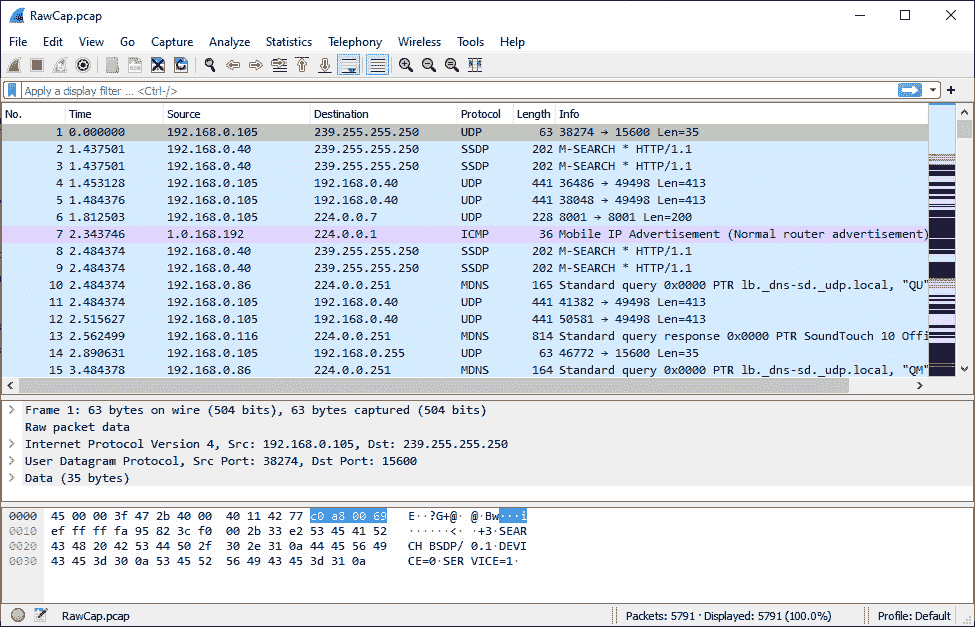 RawCap.pcap
File Edit View Go Capture Analyze Statistics Telephony Wireless Tools Help
Apply a display filter ... <Ctrl-/>
No. Time Source Destination Protocol Length Info
1 0.000000 192.168.0.105 239.255.255.250 UDP 63 38274 → 15600 Len=35
2 1.437501 192.168.0.40 239.255.255.250 SSDP 202 M-SEARCH * HTTP/1.1
3 1.437501 192.168.0.40 239.255.255.250 SSDP 202 M-SEARCH * HTTP/1.1
4 1.453128 192.168.0.105 192.168.0.40 UDP 441 36486 → 49498 Len=413
5 1.484376 192.168.0.105 192.168.0.40 UDP 441 38048 → 49498 Len=413
6 1.812503 192.168.0.105 224.0.0.7 UDP 228 8001 → 8001 Len=200
7 2.343746 1.0.168.192 224.0.0.1 ICMP 36 Mobile IP Advertisement (Normal router advertisement)
8 2.484374 192.168.0.40 239.255.255.250 SSDP 202 M-SEARCH * HTTP/1.1
9 2.484374 192.168.0.40 239.255.255.250 SSDP 202 M-SEARCH * HTTP/1.1
10 2.484374 192.168.0.86 224.0.0.251 MDNS 165 Standard query 0x0000 PTR lb._dns-sd._udp.local, "QU"
11 2.484374 192.168.0.105 192.168.0.40 UDP 441 41382 → 49498 Len=413
12 2.515627 192.168.0.105 192.168.0.40 UDP 441 50581 → 49498 Len=413
13 2.562499 192.168.0.116 224.0.0.251 MDNS 814 Standard query response 0x0000 PTR SoundTouch 10 Offi
14 2.890631 192.168.0.105 192.168.0.255 UDP 63 46772 → 15600 Len=35
15 3.484378 192.168.0.86 224.0.0.251 MDNS 164 Standard query 0x0000 PTR lb._dns-sd._udp.local, "QM"
Frame 1: 63 bytes on wire (504 bits), 63 bytes captured (504 bits)
Raw packet data
Internet Protocol Version 4, Src: 192.168.0.105, Dst: 239.255.255.250
User Datagram Protocol, Src Port: 38274, Dst Port: 15600
Data (35 bytes)
0000 45 00 00 3f 47 2b 40 00 40 11 42 77 c0 a8 00 69 E··?G+@· @·Bw···i
0010 ef ff ff fa 95 82 3c f0 00 2b 33 e2 53 45 41 52 ······<· ·+3·SEAR
0020 43 48 20 42 53 44 50 2f 30 2e 31 0a 44 45 56 49 CH BSDP/ 0.1·DEVI
0030 43 45 3d 30 0a 53 45 52 56 49 43 45 3d 31 0a CE=0·SER VICE=1·
RawCap.pcap Packets: 5791 · Displayed: 5791 (100.0%) Profile: Default